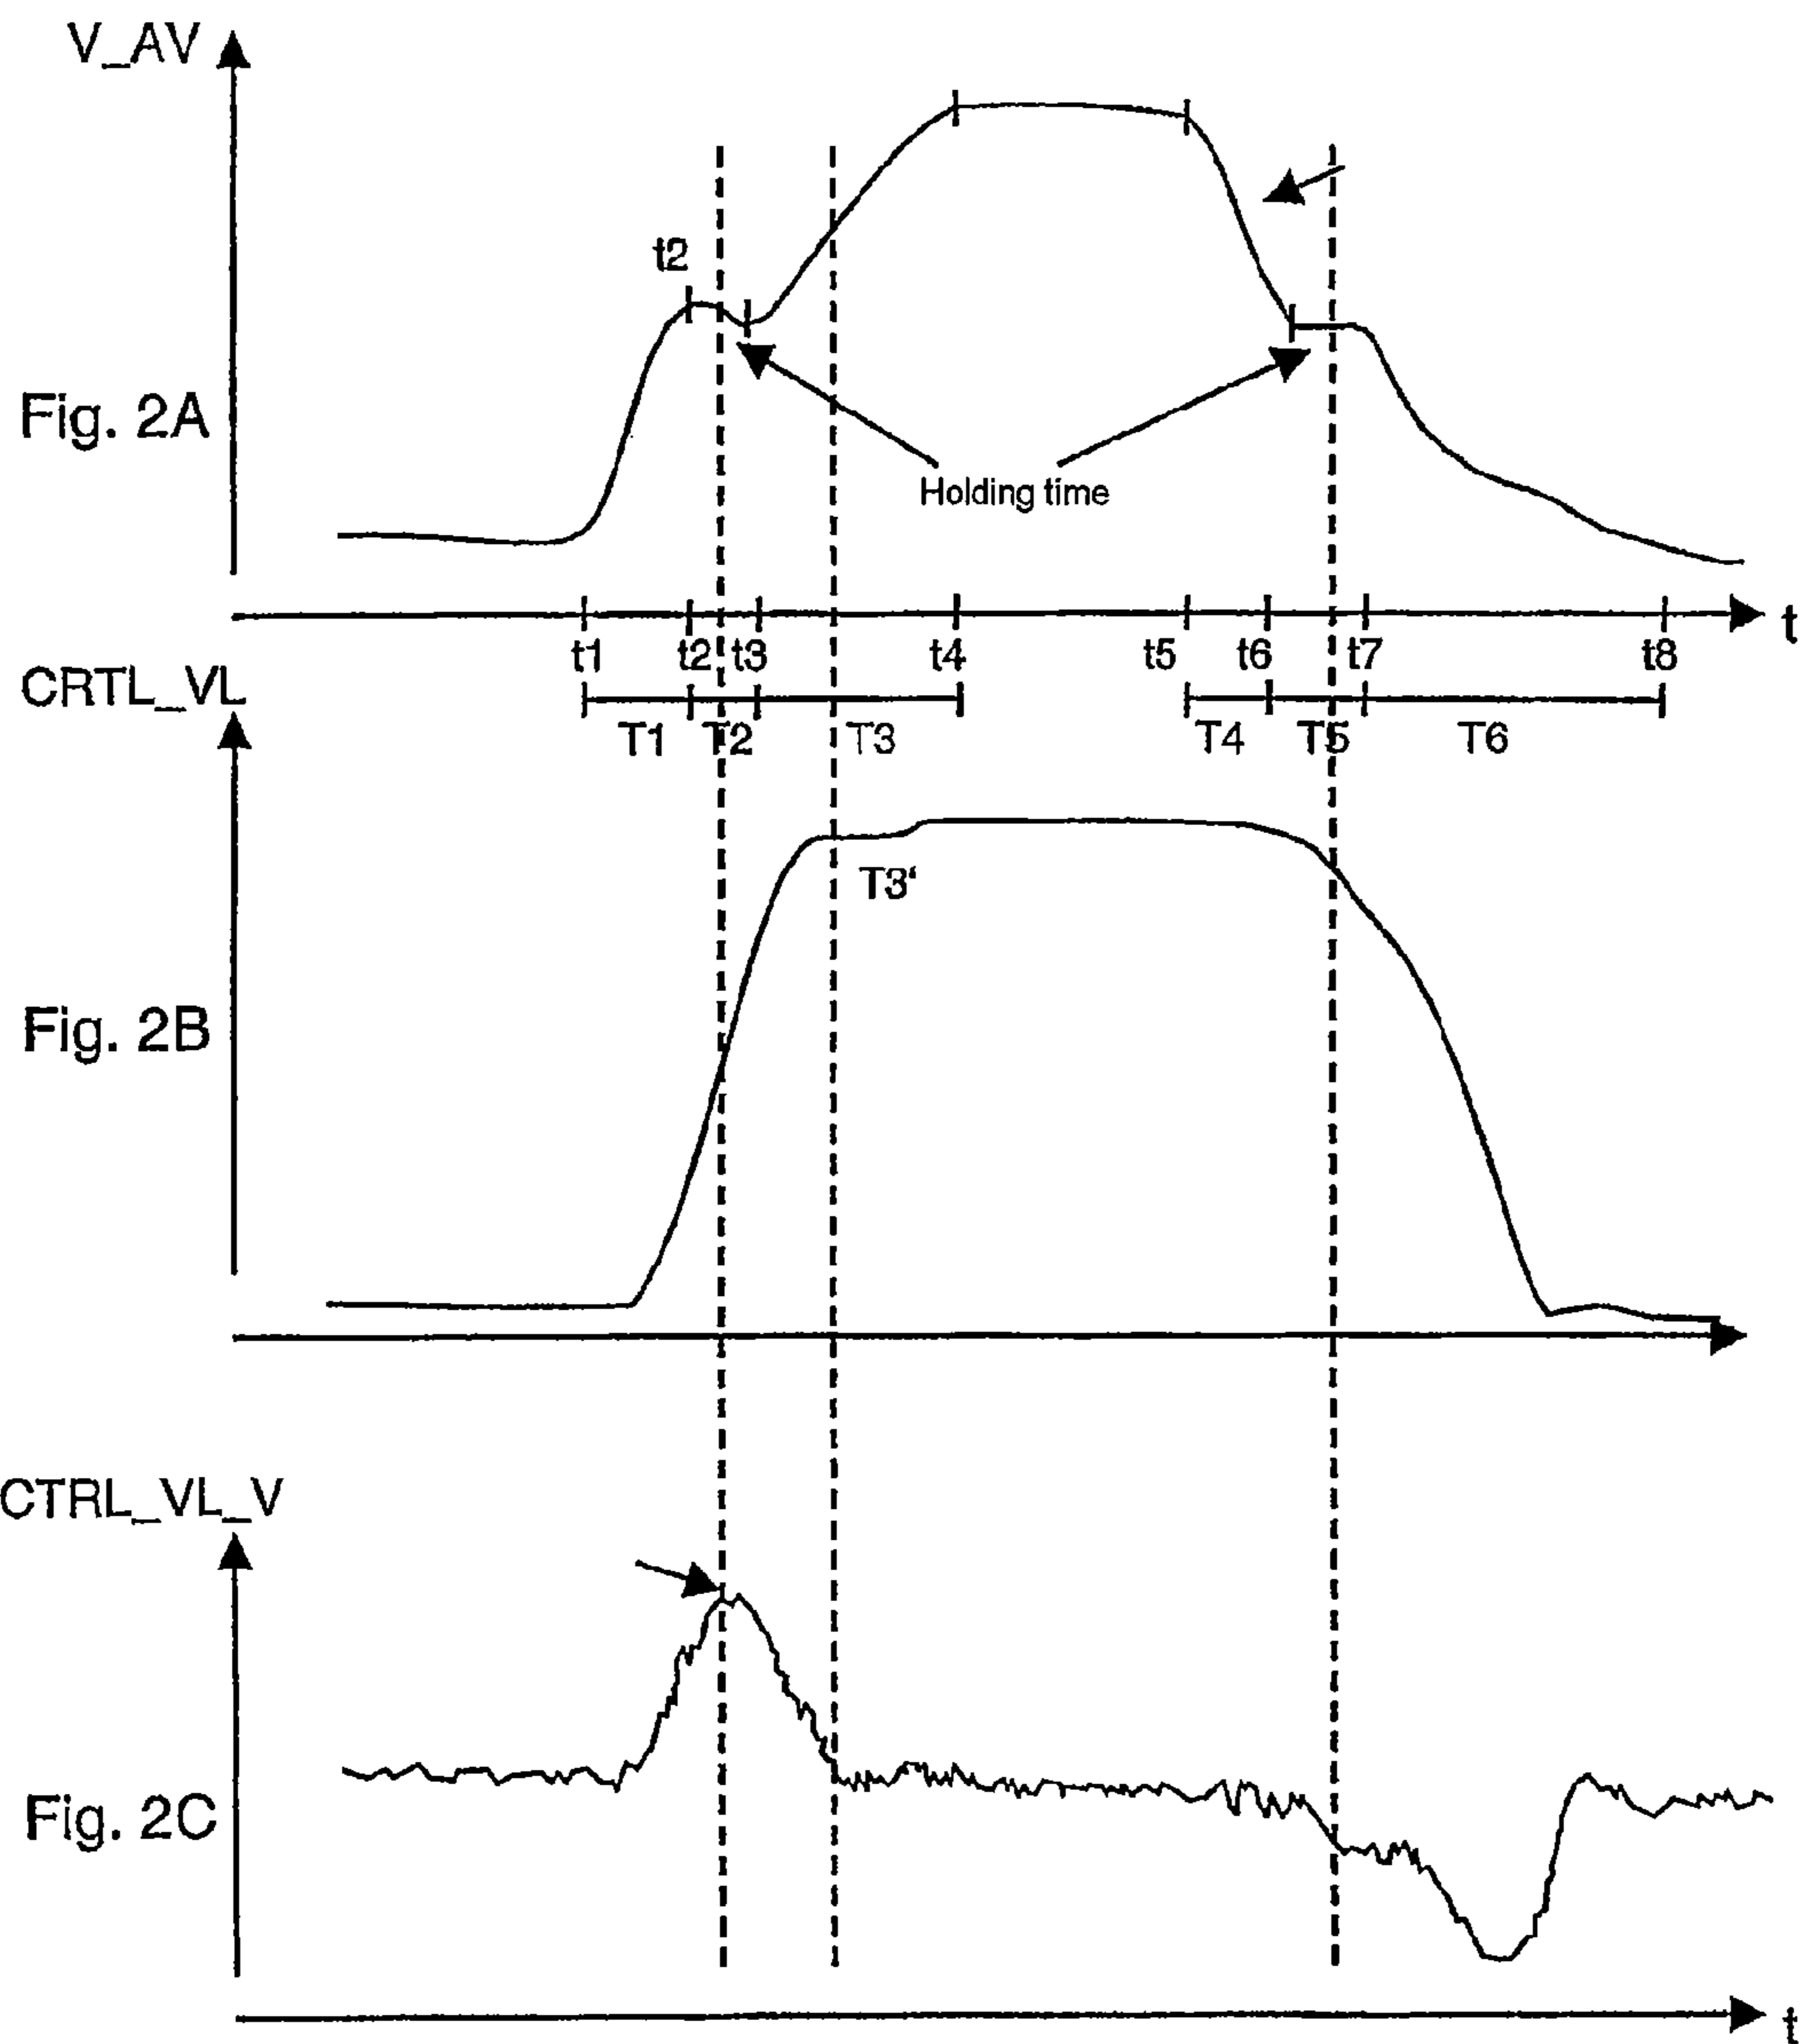 V_AV
t2
Fig. 2A
Holding time
t
t1 t2 t3 t4 t5 t6 t7 t8
CRTL_VL
T1 T2 T3 T4 T5 T6
T3'
Fig. 2B
CTRL_VL_V
Fig. 2C
t